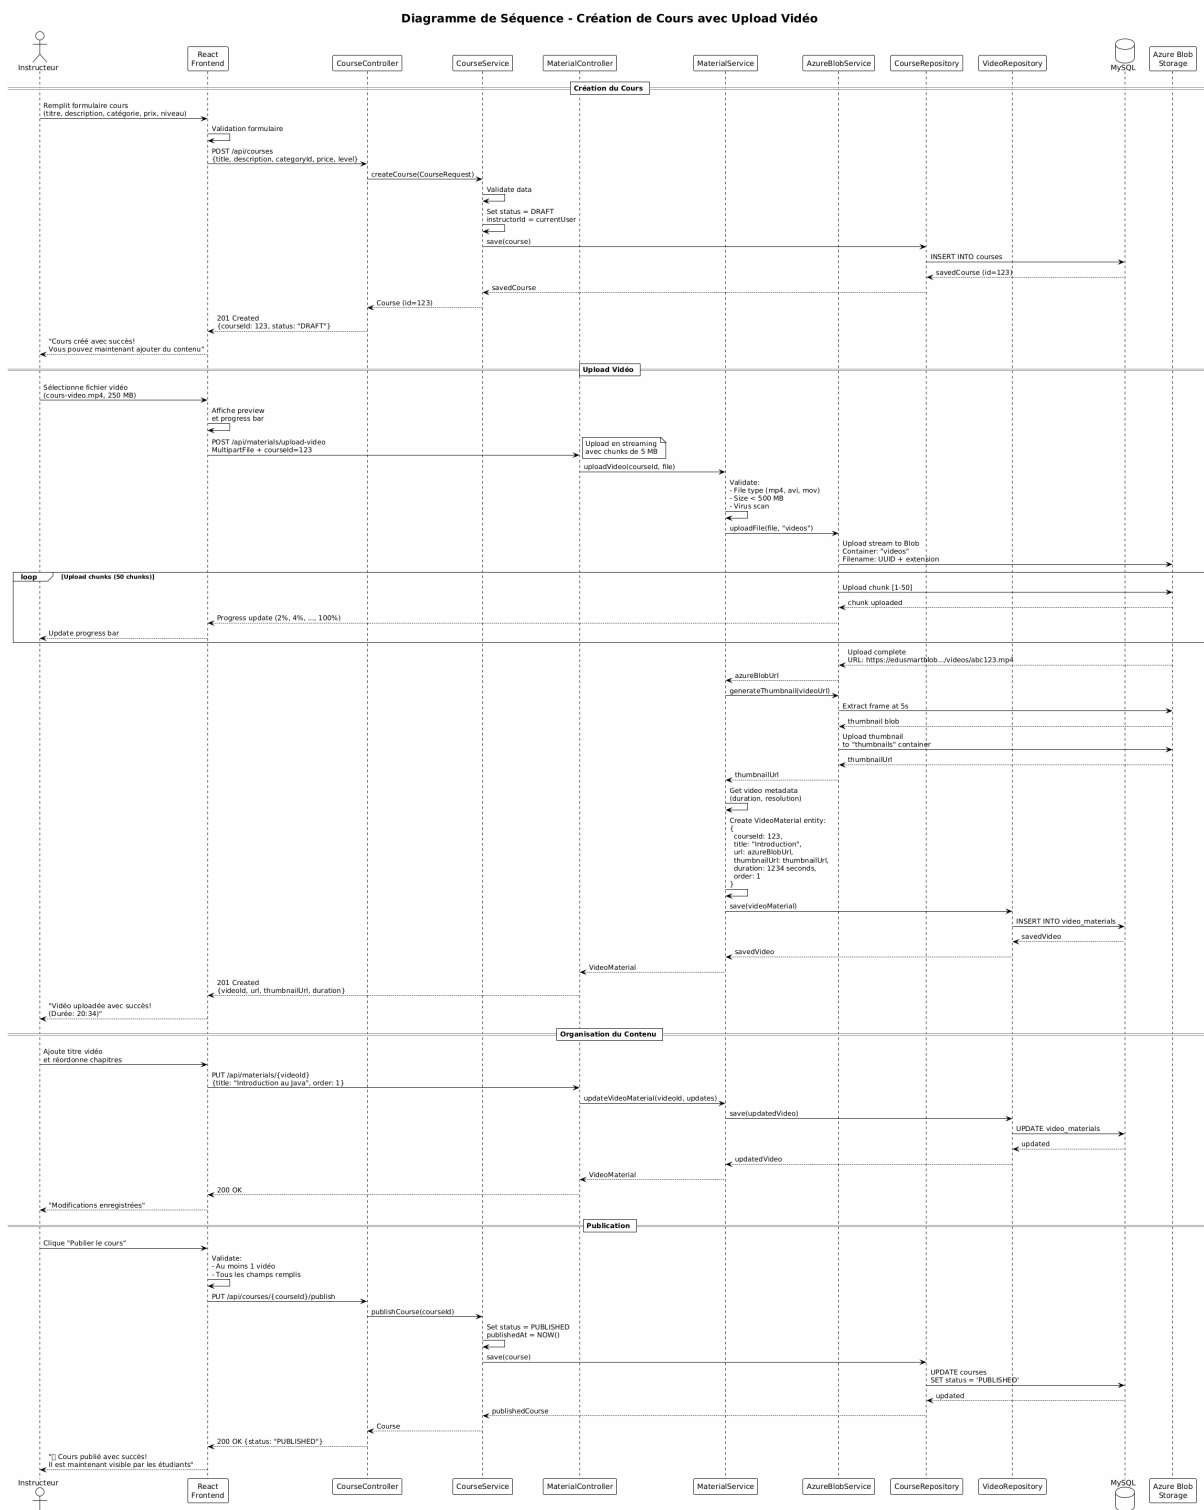 Diagramme de Séquence - Création de Cours avec Upload Vidéo
Instructeur
React
Frontend
CourseController
CourseService
MaterialController
MaterialService
AzureBlobService
CourseRepository
VideoRepository
MySQL
Azure Blob
Storage
Création du Cours
Remplit formulaire cours
(titre, description, catégorie, prix, niveau)
Validation formulaire
POST /api/courses
{title, description, categoryId, price, level}
createCourse(CourseRequest)
Validate data
Set status = DRAFT
instructorId = currentUser
save(course)
INSERT INTO courses
savedCourse (id=123)
savedCourse
Course (id=123)
201 Created
{courseId: 123, status: "DRAFT"}
"Cours créé avec succès!
Vous pouvez maintenant ajouter du contenu"
Upload Vidéo
Sélectionne fichier vidéo
(cours-video.mp4, 250 MB)
Affiche preview
et progress bar
POST /api/materials/upload-video
MultipartFile + courseId=123
Upload en streaming
avec chunks de 5 MB
uploadVideo(courseId, file)
Validate:
- File type (mp4, avi, mov)
- Size < 500 MB
- Virus scan
uploadFile(file, "videos")
Upload stream to Blob
Container: "videos"
Filename: UUID + extension
loop
[Upload chunks (50 chunks)]
Upload chunk [1-50]
chunk uploaded
Progress update (2%, 4%, ..., 100%)
Update progress bar
Upload complete
URL: https://edusmartblob.../videos/abc123.mp4
azureBlobUrl
generateThumbnail(videoUrl)
Extract frame at 5s
thumbnail blob
Upload thumbnail
to "thumbnails" container
thumbnailUrl
thumbnailUrl
Get video metadata
(duration, resolution)
Create VideoMaterial entity:
{
courseId: 123,
title: "Introduction",
url: azureBlobUrl,
thumbnailUrl: thumbnailUrl,
duration: 1234 seconds,
order: 1
}
save(videoMaterial)
INSERT INTO video_materials
savedVideo
savedVideo
VideoMaterial
201 Created
{videoId, url, thumbnailUrl, duration}
"Vidéo uploadée avec succès!
(Durée: 20:34)"
Organisation du Contenu
Ajoute titre vidéo
et réordonne chapitres
PUT /api/materials/{videoId}
{title: "Introduction au Java", order: 1}
updateVideoMaterial(videoId, updates)
save(updatedVideo)
UPDATE video_materials
updated
updatedVideo
VideoMaterial
200 OK
"Modifications enregistrées"
Publication
Clique "Publier le cours"
Validate:
- Au moins 1 vidéo
- Tous les champs remplis
PUT /api/courses/{courseId}/publish
publishCourse(courseId)
Set status = PUBLISHED
publishedAt = NOW()
save(course)
UPDATE courses
SET status = 'PUBLISHED'
updated
publishedCourse
Course
200 OK {status: "PUBLISHED"}
"▯ Cours publié avec succès!
Il est maintenant visible par les étudiants"
Instructeur
React
Frontend
CourseController
CourseService
MaterialController
MaterialService
AzureBlobService
CourseRepository
VideoRepository
MySQL
Azure Blob
Storage